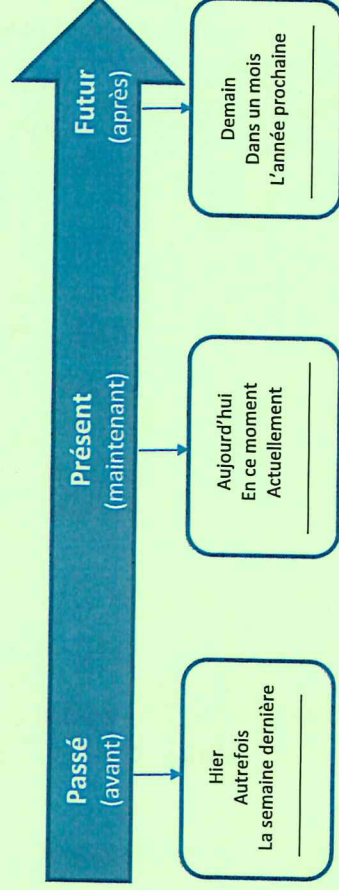 Passé
(avant)
Présent
(maintenant)
Futur
(après)
Hier
Autrefois
La semaine dernière
Aujourd'hui
En ce moment
Actuellement
Demain
Dans un mois
L'année prochaine